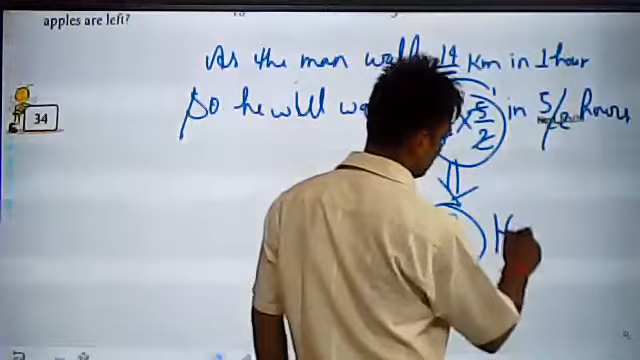 apples are left?
As the man walk 14 Km in 1 hour
So he will wa × 5/2 in 5/2 hours
34